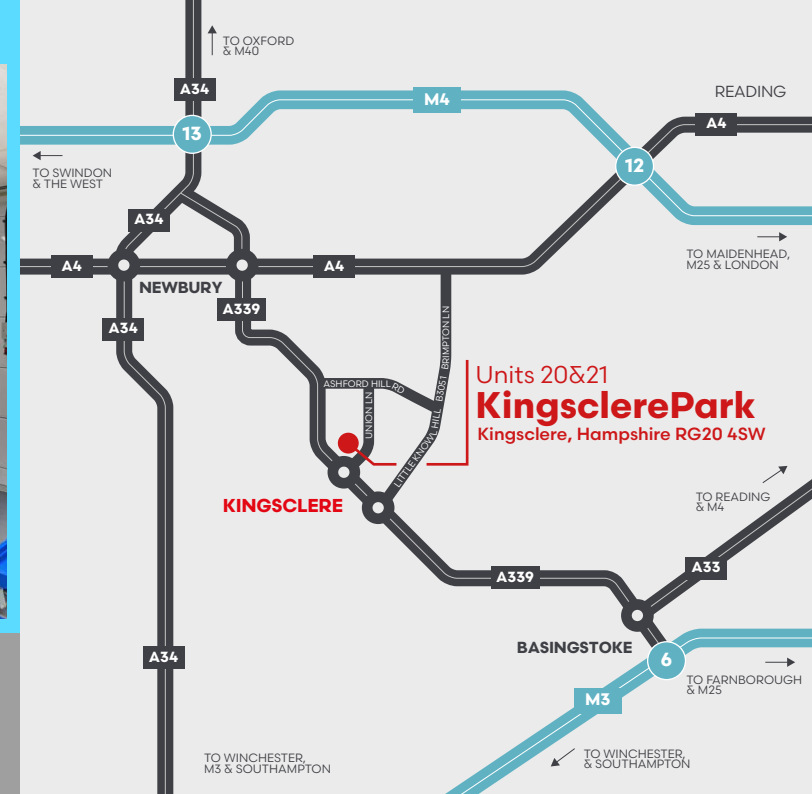 TO OXFORD
& M40
A34
M4
READING
A4
13
12
TO SWINDON
& THE WEST
A34
TO MAIDENHEAD,
M25 & LONDON
A4
A4
NEWBURY
A339
A34
BRIMPTON LN
B3051
ASHFORD HILL RD
UNION LN
LITTLE KNOWL HILL
Units 20&21
KingsclerePark
Kingsclere, Hampshire RG20 4SW
KINGSCLERE
TO READING
& M4
A33
A339
BASINGSTOKE
A34
6
TO FARNBOROUGH
& M25
M3
TO WINCHESTER,
M3 & SOUTHAMPTON
TO WINCHESTER,
& SOUTHAMPTON